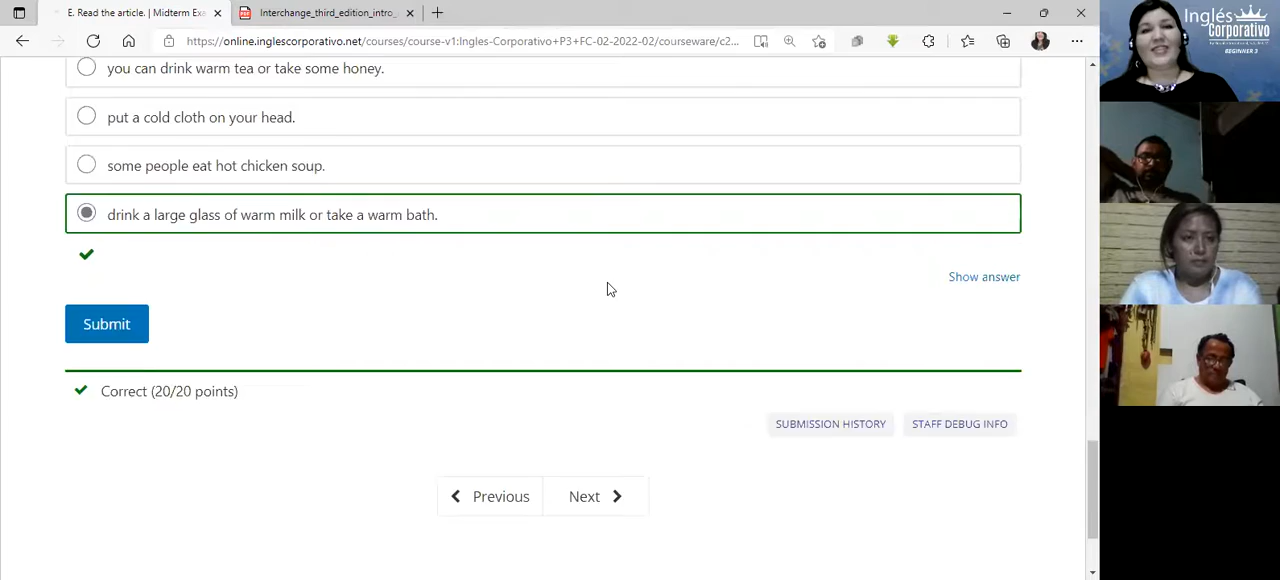 E. Read the article. | Midterm Exa
Interchange_third_edition_intro_
https://online.inglescorporativo.net/courses/course-v1:Ingles-Corporativo+P3+FC-02-2022-02/courseware/c2...
Inglés
Corporativo
BEGINNER 3
you can drink warm tea or take some honey.
put a cold cloth on your head.
some people eat hot chicken soup.
drink a large glass of warm milk or take a warm bath.
Show answer
Submit
Correct (20/20 points)
SUBMISSION HISTORY
STAFF DEBUG INFO
Previous
Next